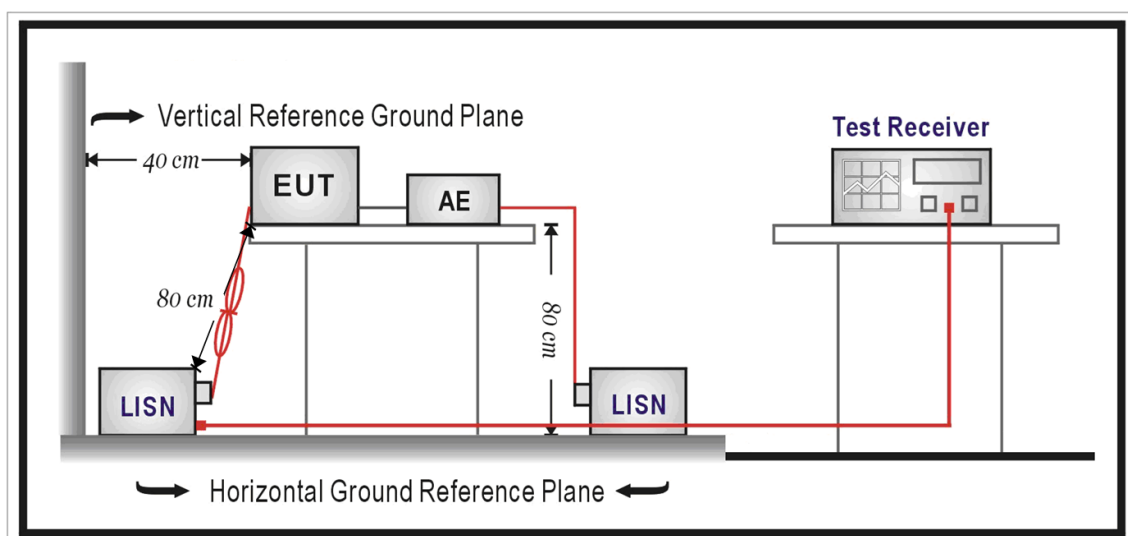 Vertical Reference Ground Plane
Test Receiver
40 cm
EUT
AE
80 cm
80 cm
LISN
LISN
Horizontal Ground Reference Plane